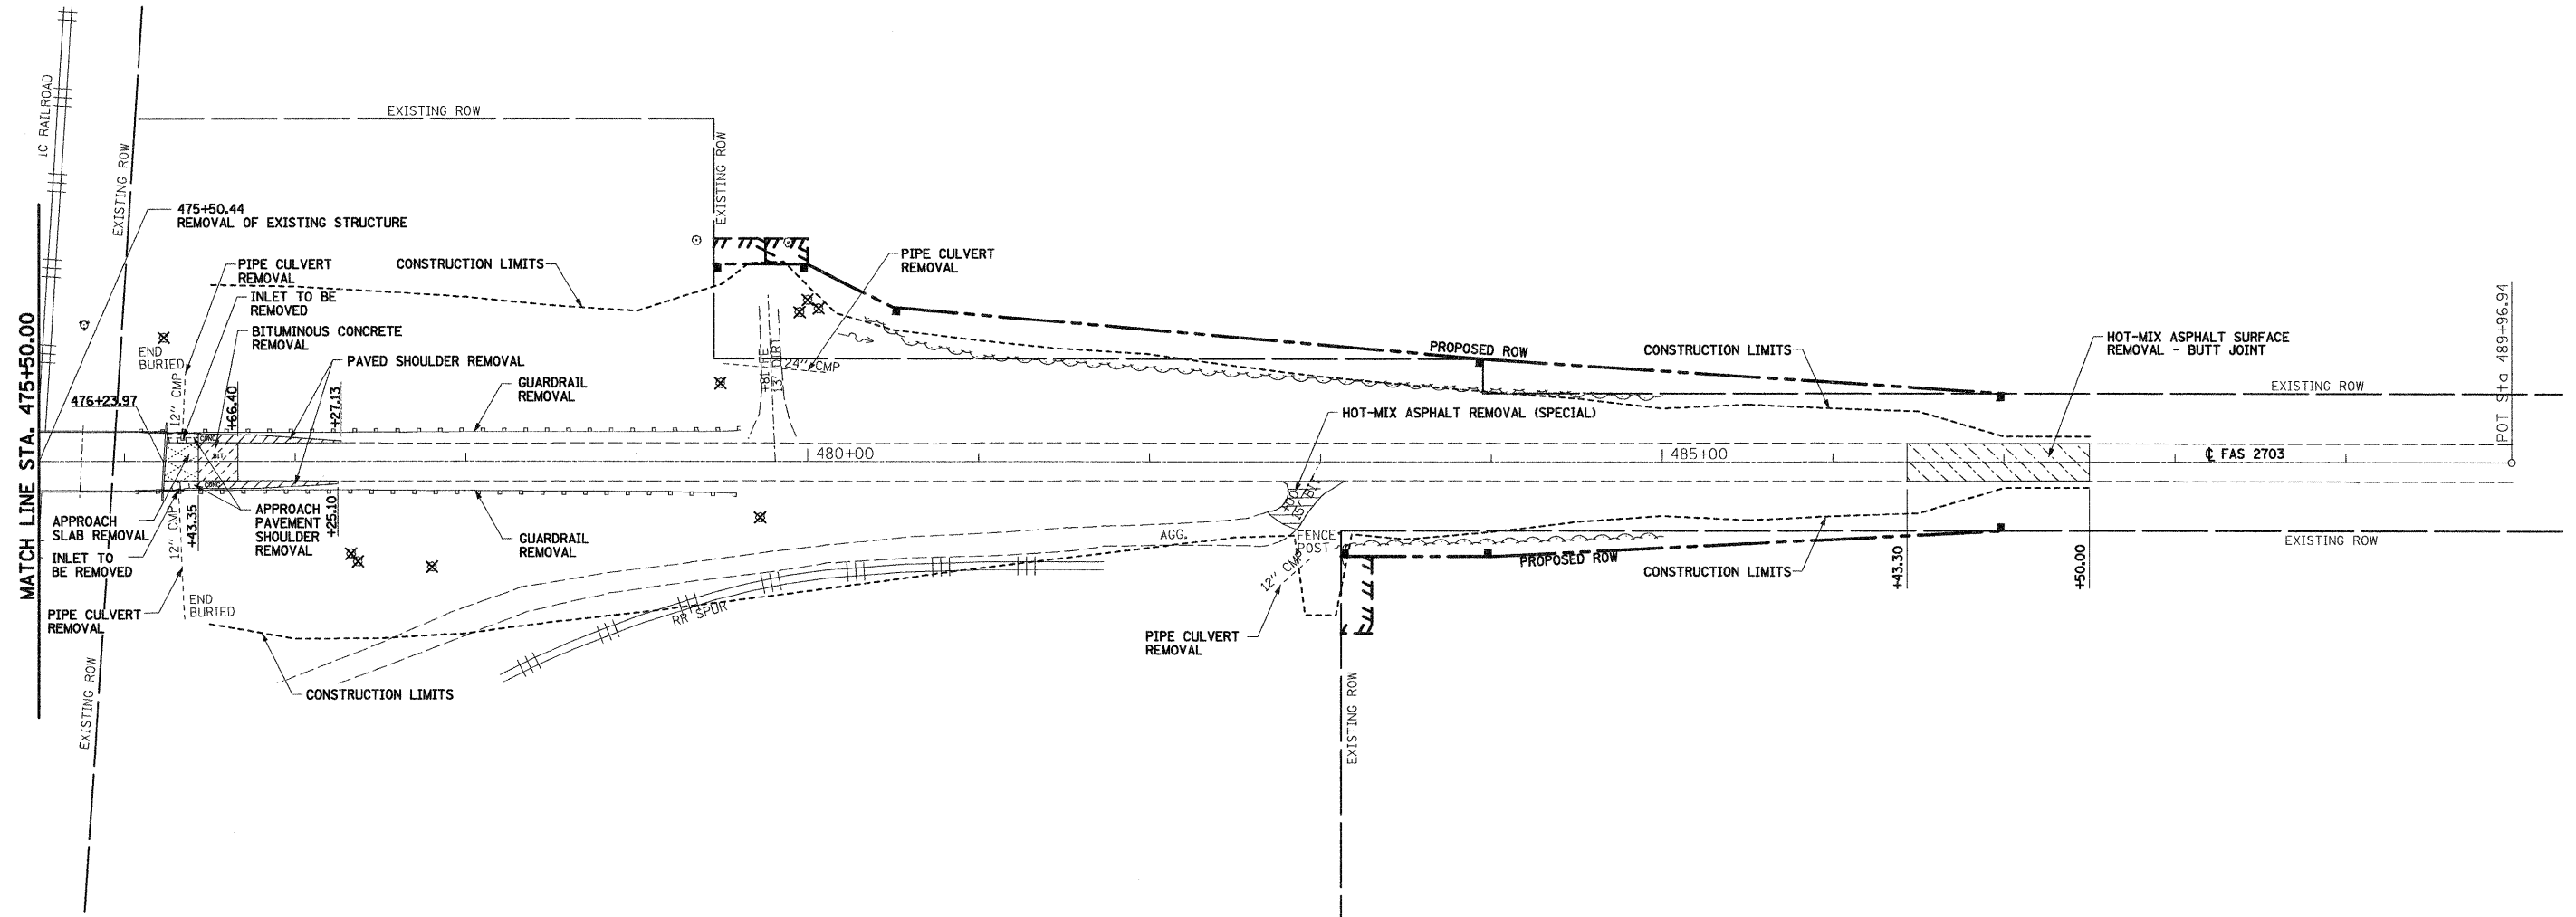 IC RAILROAD
EXISTING ROW
EXISTING ROW
EXISTING ROW
475+50.44
REMOVAL OF EXISTING STRUCTURE
PIPE CULVERT
REMOVAL
CONSTRUCTION LIMITS
INLET TO BE
REMOVED
BITUMINOUS CONCRETE
REMOVAL
END
BURIED
PAVED SHOULDER REMOVAL
GUARDRAIL
REMOVAL
PIPE CULVERT
REMOVAL
MATCH LINE STA. 475+50.00
476+23.97
12" CMP
+66.40
+27.13
24" CMP
PROPOSED ROW
CONSTRUCTION LIMITS
HOT-MIX ASPHALT SURFACE
REMOVAL - BUTT JOINT
EXISTING ROW
POT Sta 489+96.94
HOT-MIX ASPHALT REMOVAL (SPECIAL)
CONC
BIT.
CONC
480+00
485+00
℄ FAS 2703
APPROACH
SLAB REMOVAL
INLET TO
BE REMOVED
12" CMP
+43.35
APPROACH
PAVEMENT
SHOULDER
REMOVAL
+25.10
GUARDRAIL
REMOVAL
AGG.
FENCE
POST
12" CMP
PROPOSED ROW
CONSTRUCTION LIMITS
+43.30
+50.00
EXISTING ROW
PIPE CULVERT
REMOVAL
END
BURIED
RR SPUR
PIPE CULVERT
REMOVAL
CONSTRUCTION LIMITS
EXISTING ROW
EXISTING ROW